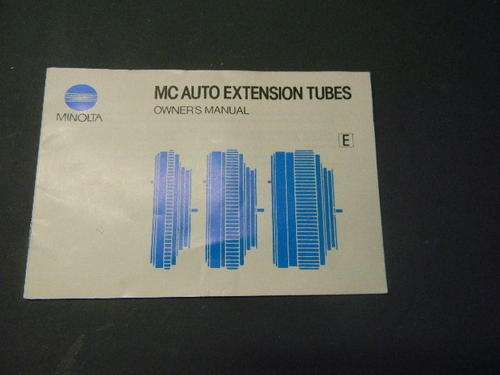 MINOLTA
MC AUTO EXTENSION TUBES
OWNER'S MANUAL
E